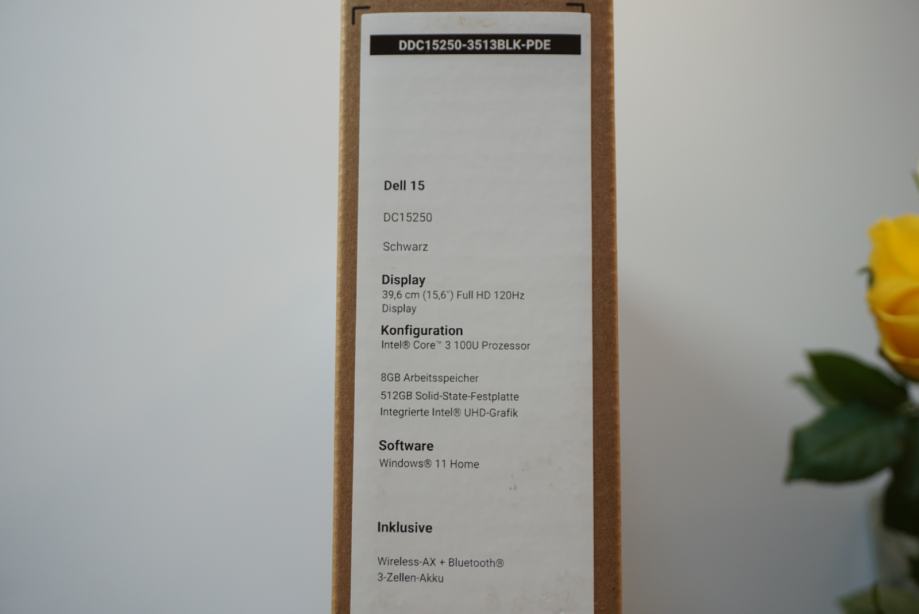 DDC15250-3513BLK-PDE
Dell 15
DC15250
Schwarz
Display
39,6 cm (15,6") Full HD 120Hz
Display
Konfiguration
Intel® Core™ 3 100U Prozessor
8GB Arbeitsspeicher
512GB Solid-State-Festplatte
Integrierte Intel® UHD-Grafik
Software
Windows® 11 Home
Inklusive
Wireless-AX + Bluetooth®
3-Zellen-Akku